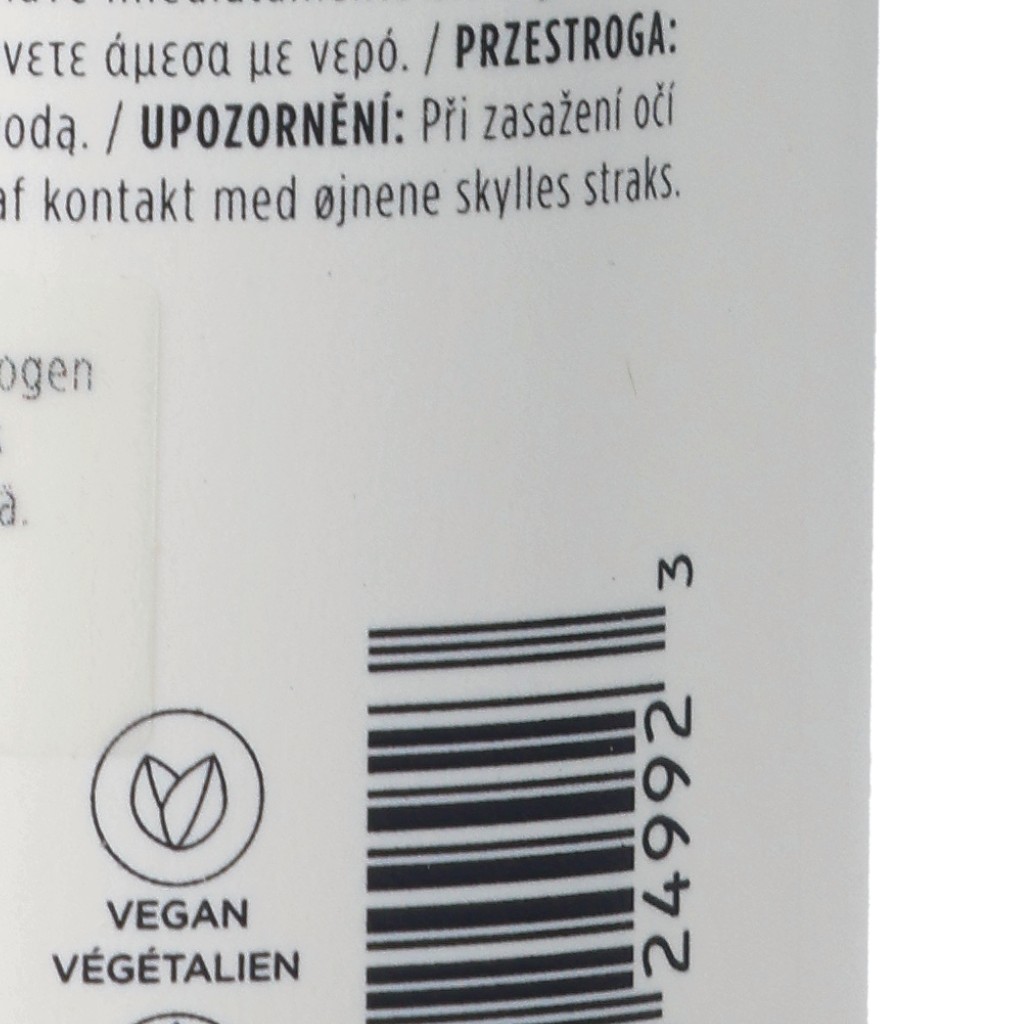 νετε άμεσα με νερό. / PRZESTROGA:
odą. / UPOZORNĚNÍ: Při zasažení očí
af kontakt med øjnene skylles straks.
ogen
VEGAN
VÉGÉTALIEN
24992 3